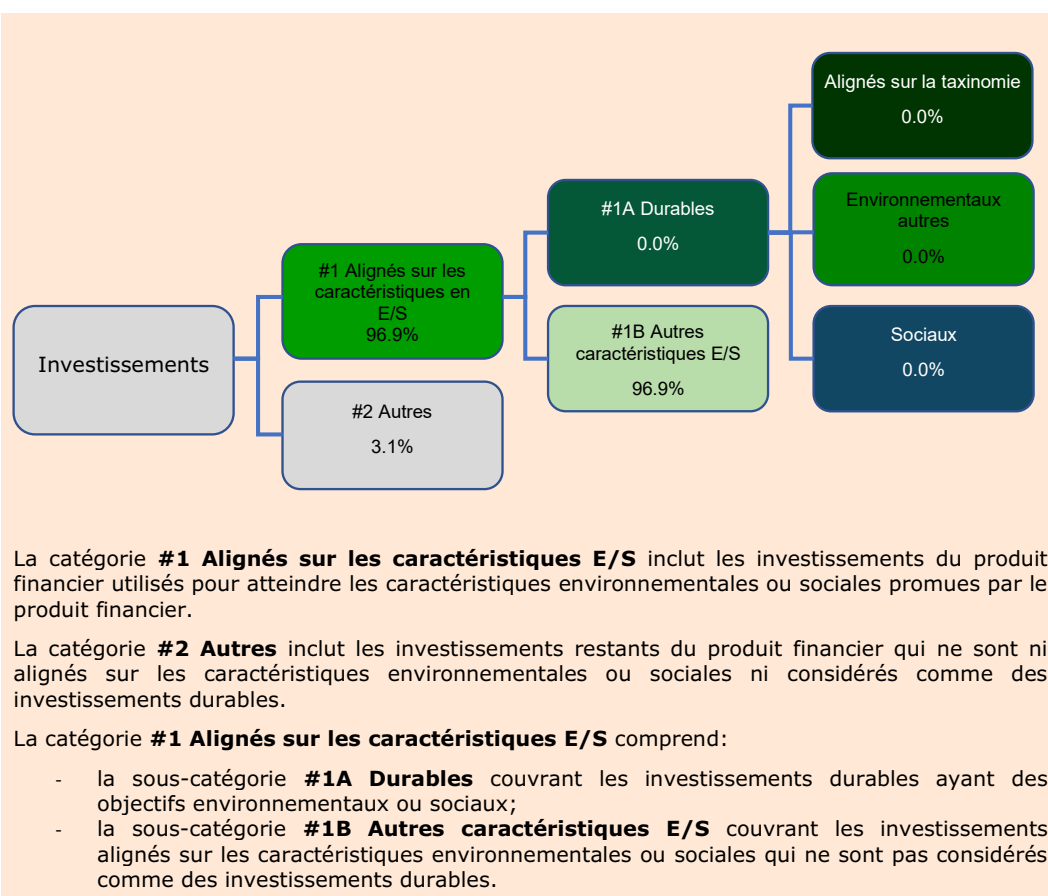 Investissements
#1 Alignés sur les
caractéristiques en
E/S
96.9%
#2 Autres
3.1%
#1A Durables
0.0%
#1B Autres
caractéristiques E/S
96.9%
Alignés sur la taxinomie
0.0%
Environnementaux
autres
0.0%
Sociaux
0.0%
La catégorie #1 Alignés sur les caractéristiques E/S inclut les investissements du produit
financier utilisés pour atteindre les caractéristiques environnementales ou sociales promues par le
produit financier.
La catégorie #2 Autres inclut les investissements restants du produit financier qui ne sont ni
alignés sur les caractéristiques environnementales ou sociales ni considérés comme des
investissements durables.
La catégorie #1 Alignés sur les caractéristiques E/S comprend:
- la sous-catégorie #1A Durables couvrant les investissements durables ayant des
objectifs environnementaux ou sociaux;
- la sous-catégorie #1B Autres caractéristiques E/S couvrant les investissements
alignés sur les caractéristiques environnementales ou sociales qui ne sont pas considérés
comme des investissements durables.